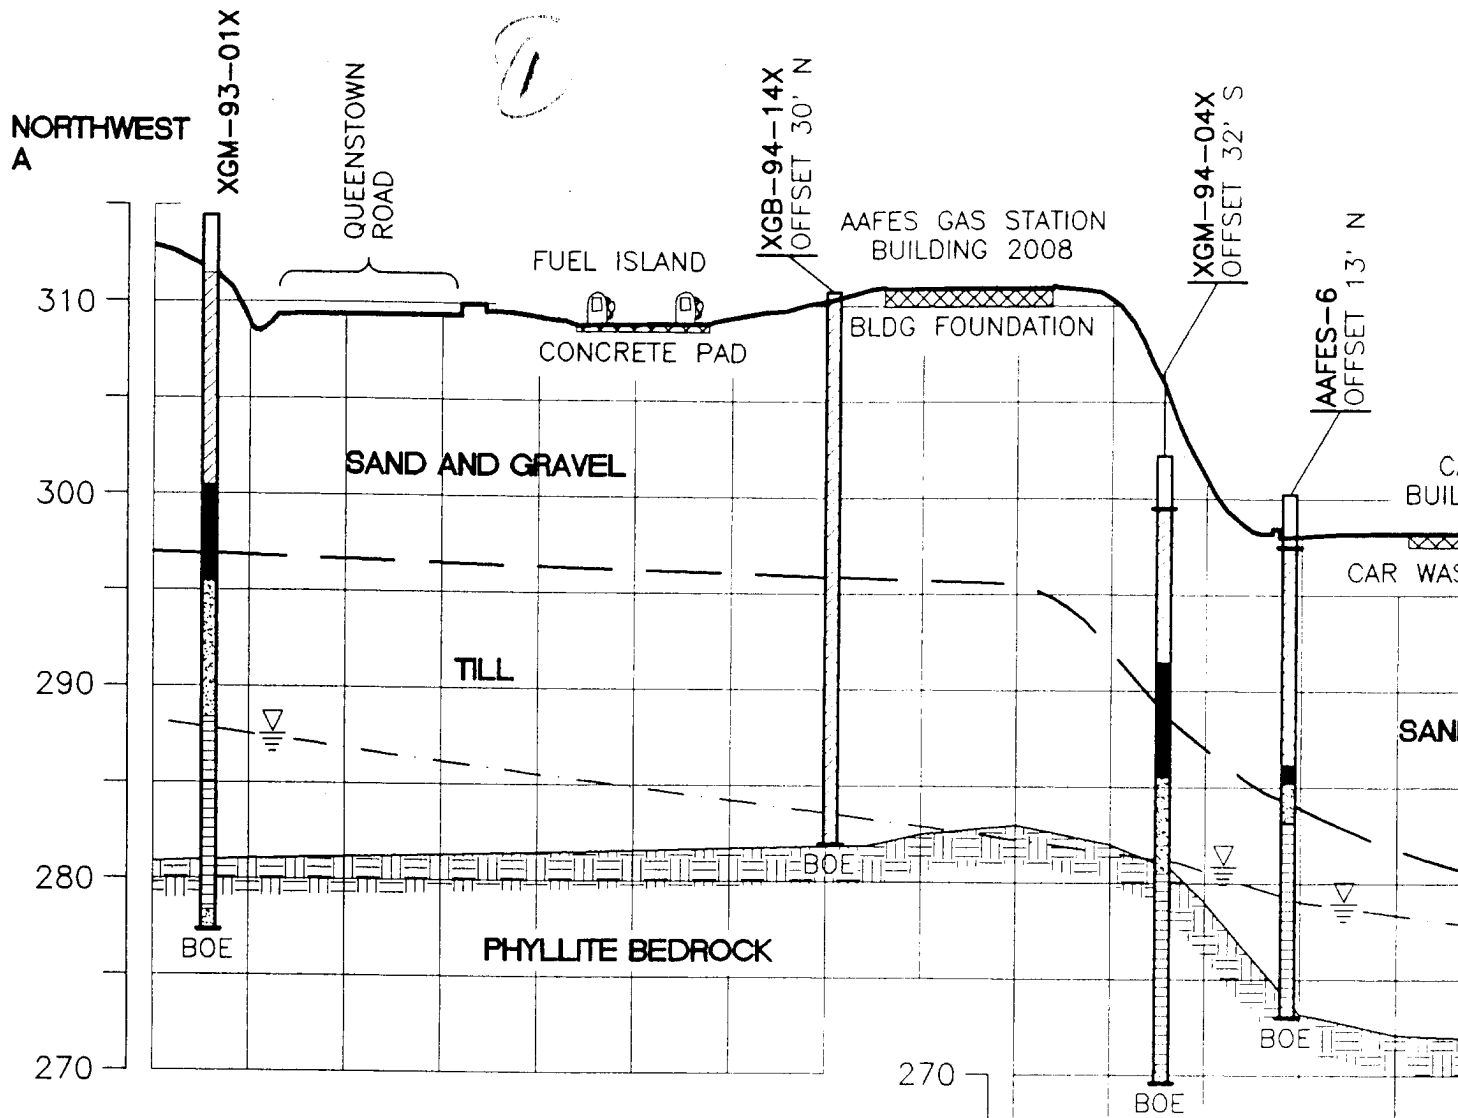 NORTHWEST
A
XGM-93-01X
QUEENSTOWN
ROAD
FUEL ISLAND
CONCRETE PAD
XGB-94-14X
OFFSET 30' N
AAFES GAS STATION
BUILDING 2008
BLDG FOUNDATION
XGM-94-04X
OFFSET 32' S
AAFES-6
OFFSET 13' N
CA
BUIL
CAR WAS
310
300
290
280
270
SAND AND GRAVEL
TILL
SAN
PHYLLITE BEDROCK
BOE
BOE
BOE
BOE
270